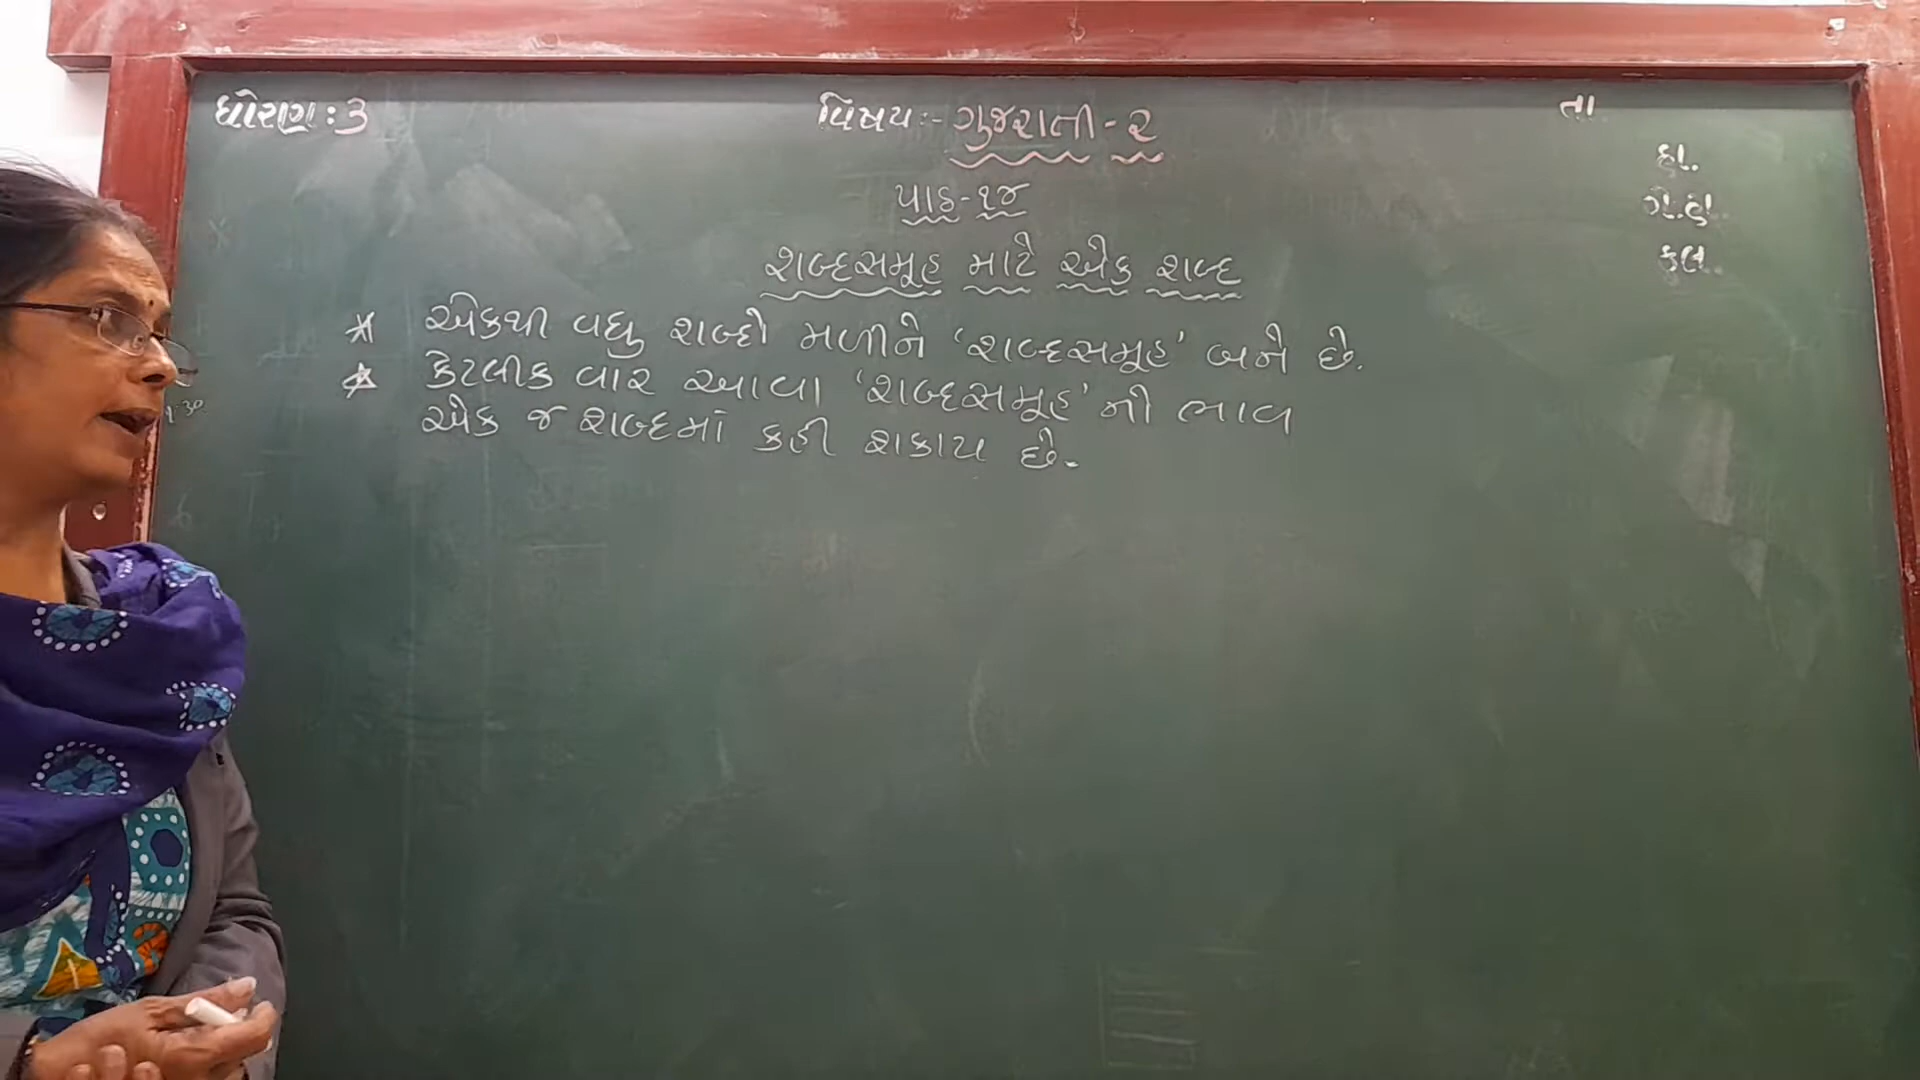 ધોરણ : 3
વિષય :- ગુજરાતી - ૨
તા
હા.
ગે.હા.
કુલ.
પાઠ - ૧૪
શબ્દસમૂહ માટે એક શબ્દ
* એકથી વધુ શબ્દો મળીને ‘શબ્દસમૂહ’ બને છે.
* કેટલીક વાર આવા ‘શબ્દસમૂહ’ નો ભાવ
એક જ શબ્દમાં કહી શકાય છે.